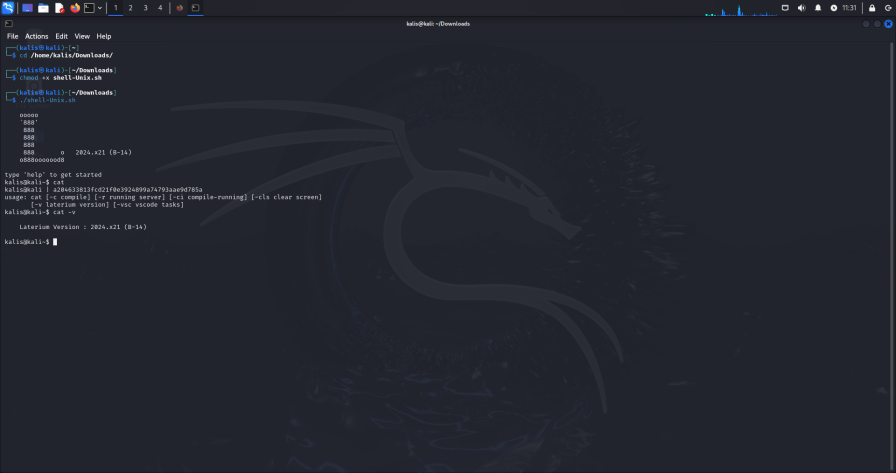 1 2 3 4
11:31
kalis@kali: ~/Downloads
File Actions Edit View Help
┌──(kalis㉿kali)-[~]
└─$ cd /home/kalis/Downloads/
┌──(kalis㉿kali)-[~/Downloads]
└─$ chmod +x shell-Unix.sh
┌──(kalis㉿kali)-[~/Downloads]
└─$ ./shell-Unix.sh
ooooo
`888'
888
888
888
888 o 2024.x21 (B-14)
o888ooooood8
type 'help' to get started
kalis@kali~$ cat
kalis@kali | a204633813fcd21f0e3924899a74793aae9d785a
usage: cat [-c compile] [-r running server] [-ci compile-running] [-cls clear screen]
[-v laterium version] [-vsc vscode tasks]
kalis@kali~$ cat -v
Laterium Version : 2024.x21 (B-14)
kalis@kali~$